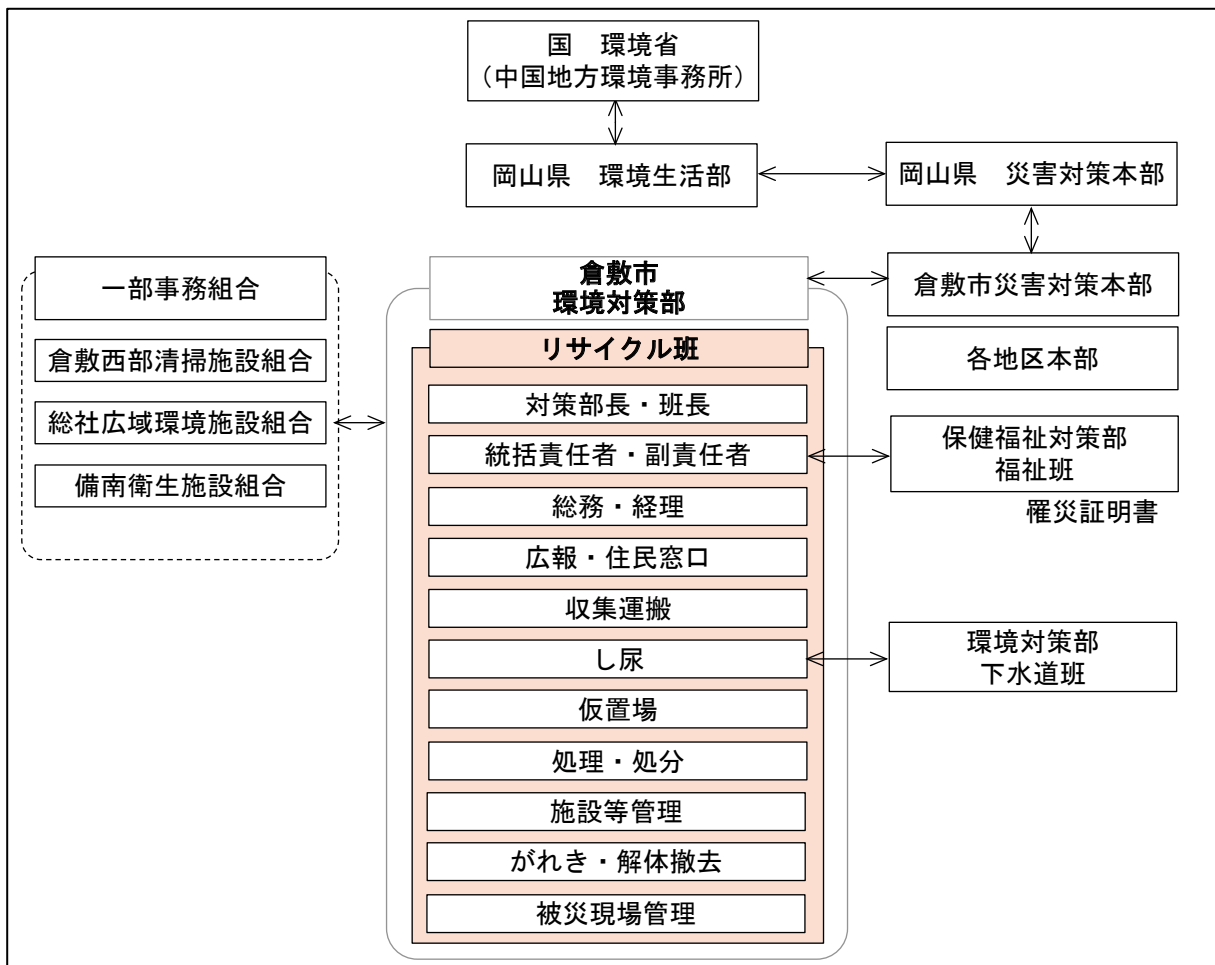 国　環境省
（中国地方環境事務所）
岡山県　環境生活部
岡山県　災害対策本部
一部事務組合
倉敷西部清掃施設組合
総社広域環境施設組合
備南衛生施設組合
倉敷市
環境対策部
リサイクル班
対策部長・班長
統括責任者・副責任者
総務・経理
広報・住民窓口
収集運搬
し尿
仮置場
処理・処分
施設等管理
がれき・解体撤去
被災現場管理
倉敷市災害対策本部
各地区本部
保健福祉対策部
福祉班
罹災証明書
環境対策部
下水道班